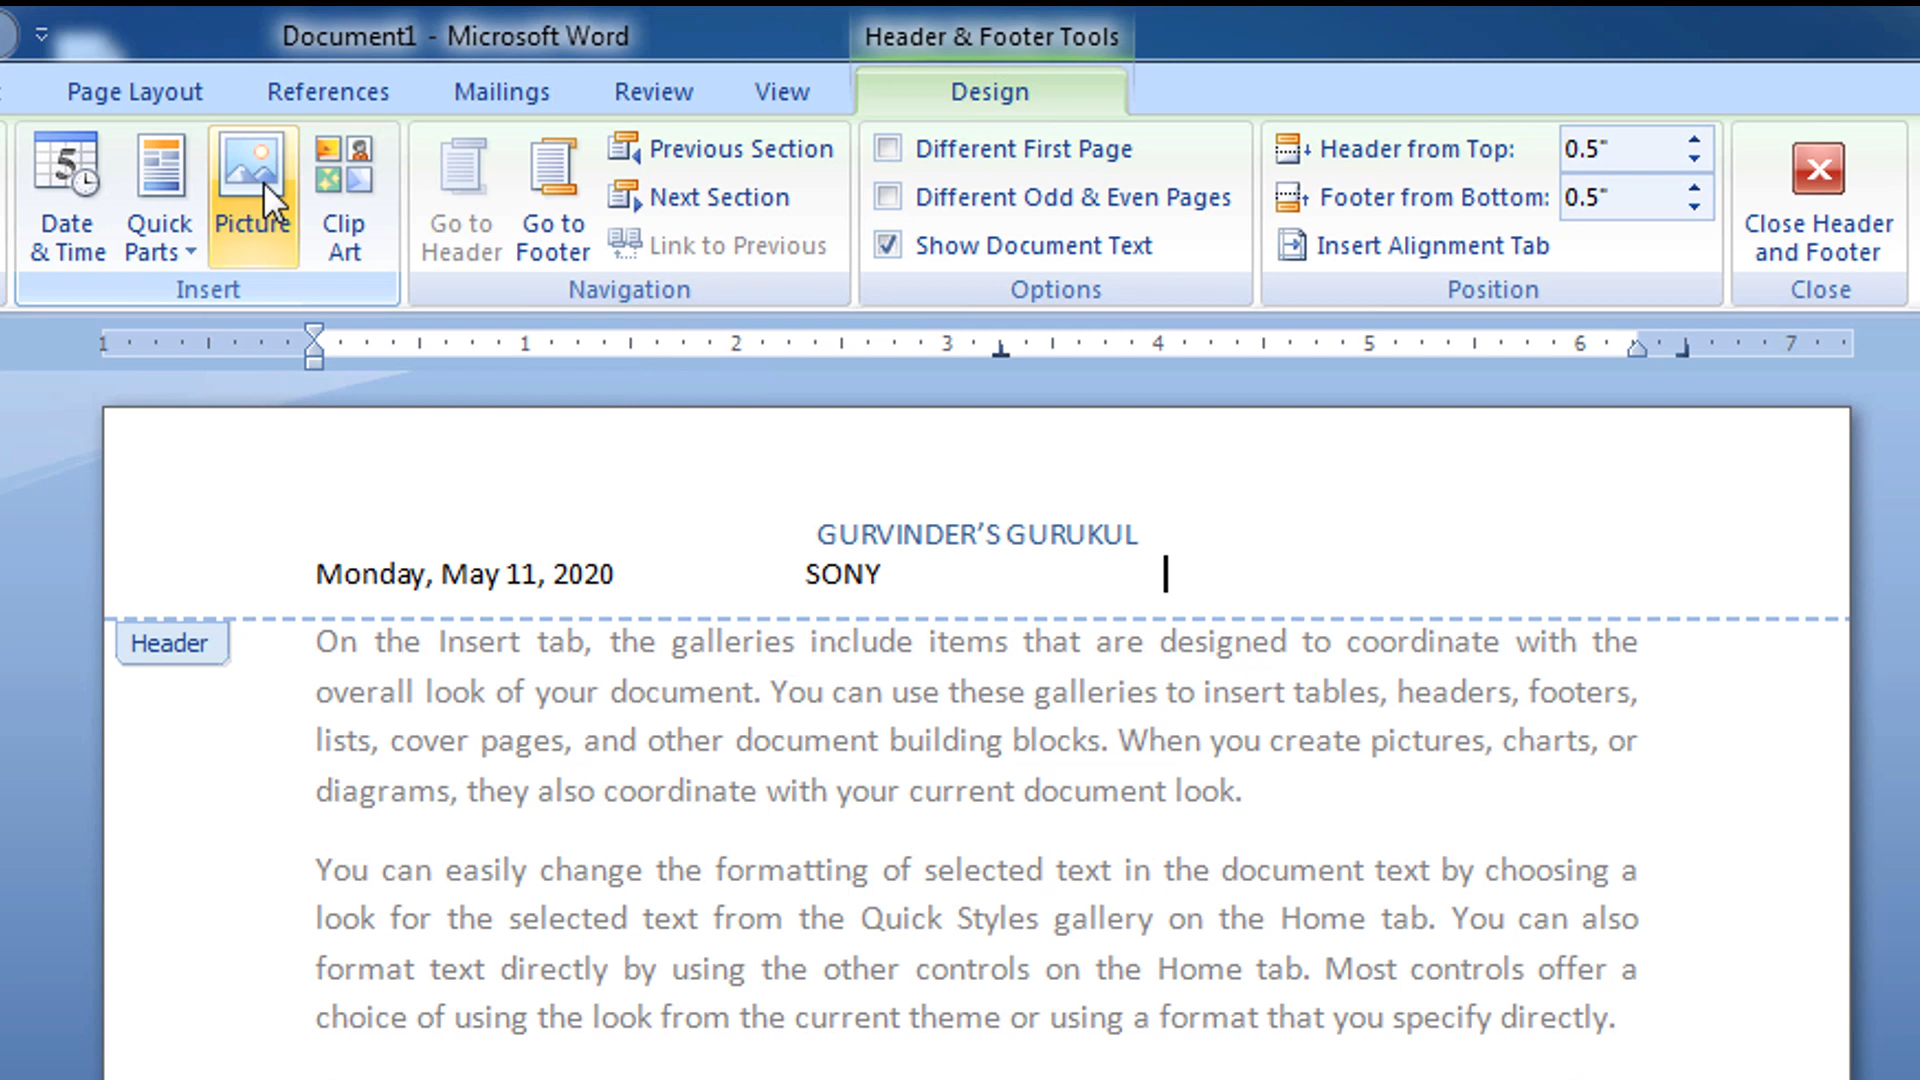 Document1 - Microsoft Word
Header & Footer Tools
Page Layout References Mailings Review View Design
Date & Time
Quick Parts
Picture
Clip Art
Insert
Go to Header
Go to Footer
Previous Section
Next Section
Link to Previous
Navigation
Different First Page
Different Odd & Even Pages
Show Document Text
Options
Header from Top: 0.5"
Footer from Bottom: 0.5"
Insert Alignment Tab
Position
Close Header and Footer
Close
1 1 2 3 4 5 6 7
GURVINDER’S GURUKUL
Monday, May 11, 2020 SONY
Header
On the Insert tab, the galleries include items that are designed to coordinate with the
overall look of your document. You can use these galleries to insert tables, headers, footers,
lists, cover pages, and other document building blocks. When you create pictures, charts, or
diagrams, they also coordinate with your current document look.
You can easily change the formatting of selected text in the document text by choosing a
look for the selected text from the Quick Styles gallery on the Home tab. You can also
format text directly by using the other controls on the Home tab. Most controls offer a
choice of using the look from the current theme or using a format that you specify directly.